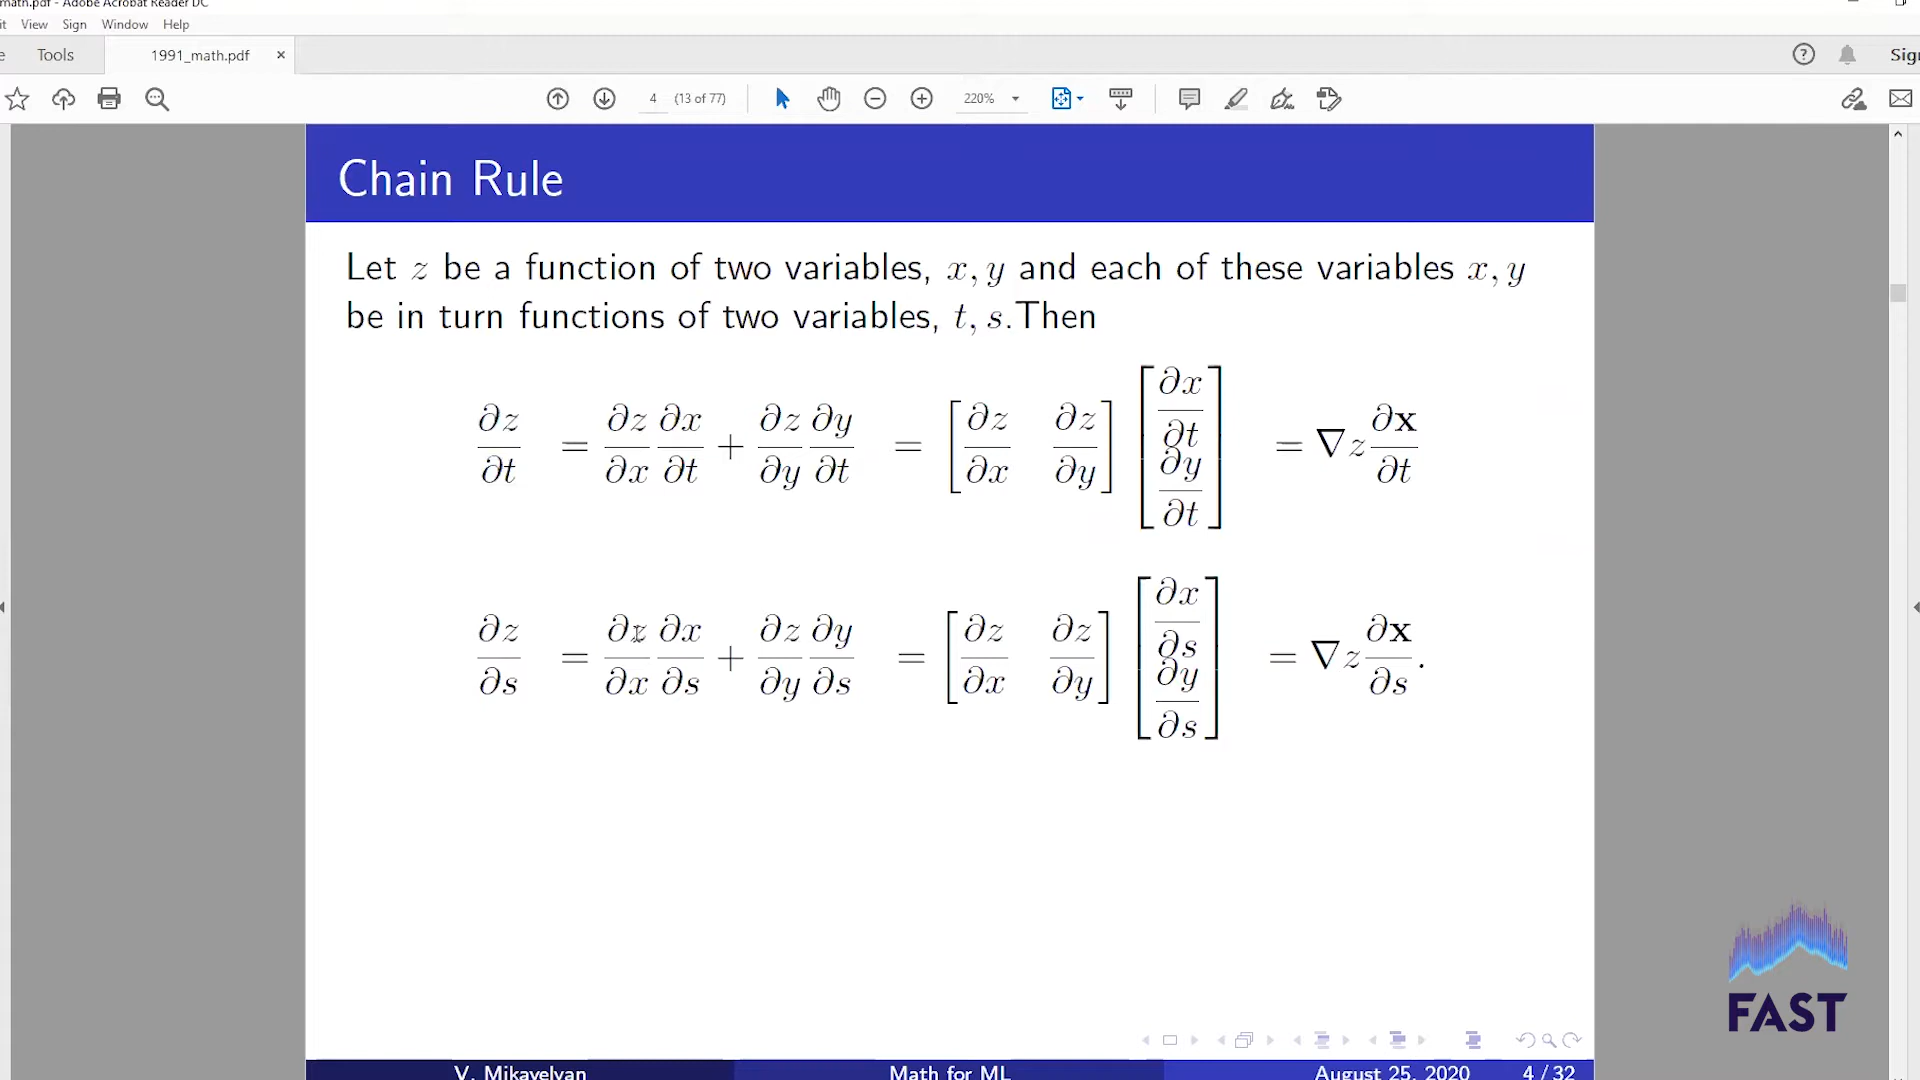 math.pdf - Adobe Acrobat Reader DC
it View Sign Window Help
e Tools 1991_math.pdf × Sign
4 (13 of 77) 220%
Chain Rule
Let z be a function of two variables, x, y and each of these variables x, y
be in turn functions of two variables, t, s.Then
∂z/∂t = ∂z/∂x ∂x/∂t + ∂z/∂y ∂y/∂t = [∂z/∂x ∂z/∂y] [∂x/∂t ∂y/∂t] = ∇z ∂𝐱/∂t
∂z/∂s = ∂z/∂x ∂x/∂s + ∂z/∂y ∂y/∂s = [∂z/∂x ∂z/∂y] [∂x/∂s ∂y/∂s] = ∇z ∂𝐱/∂s.
FAST
V. Mikayelyan Math for ML August 25, 2020 4 / 32